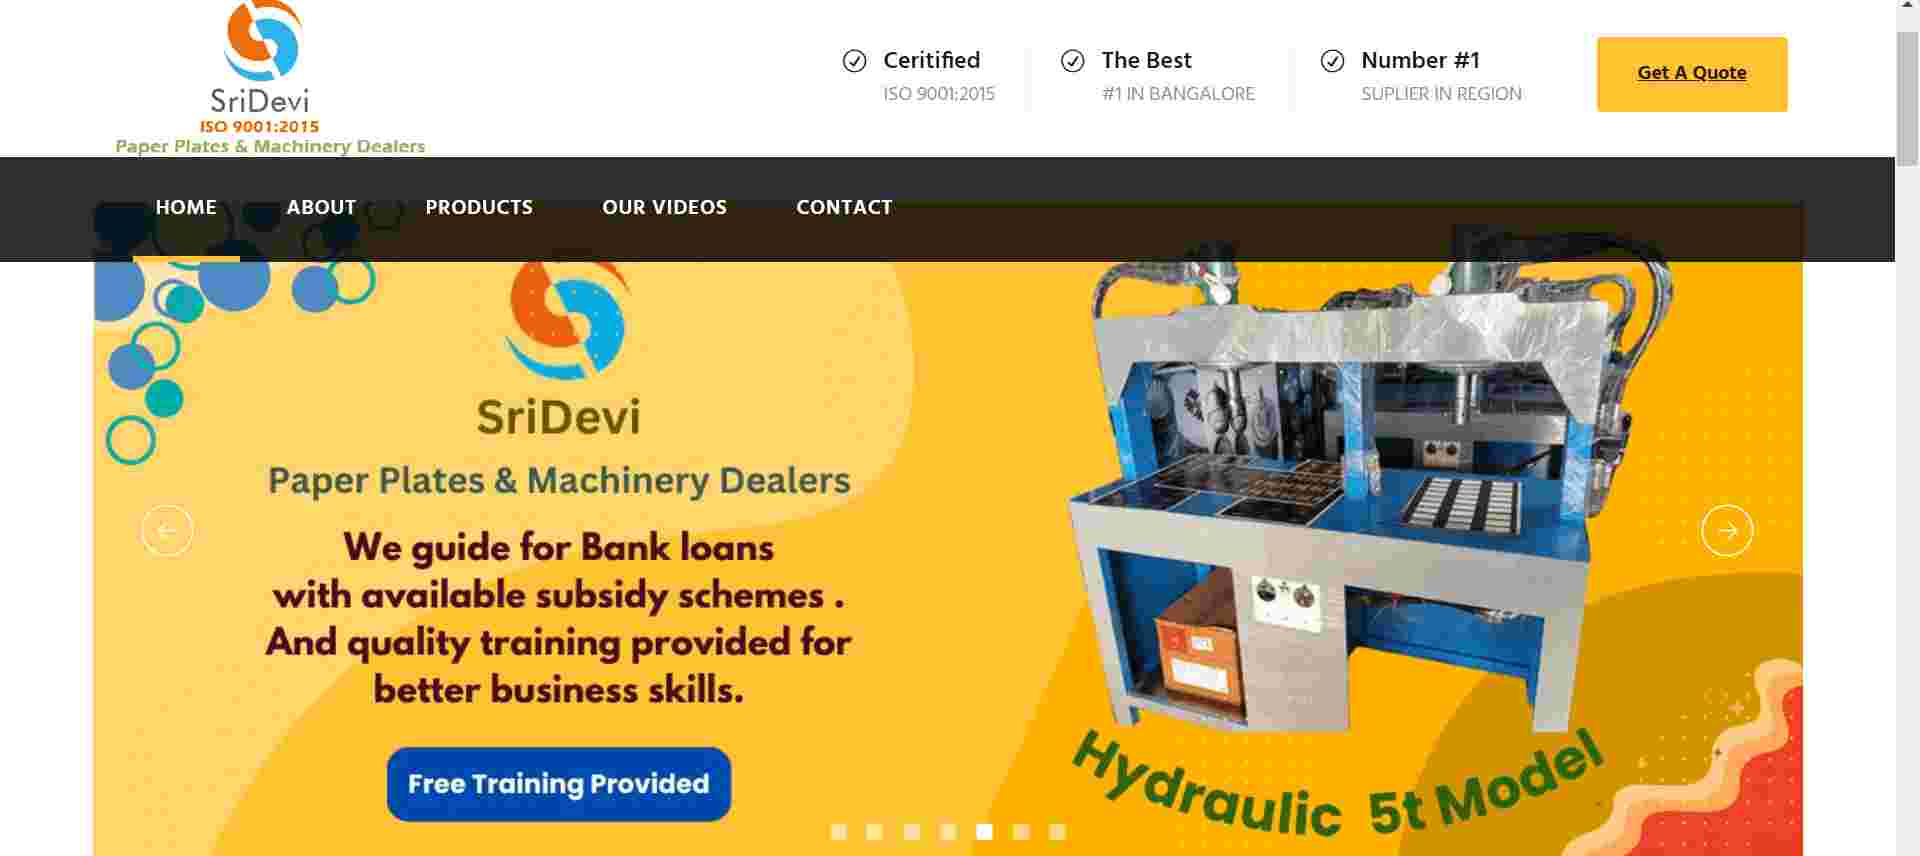 SriDevi
ISO 9001:2015
Paper Plates & Machinery Dealers
Ceritified
ISO 9001:2015
The Best
#1 IN BANGALORE
Number #1
SUPLIER IN REGION
Get A Quote
HOME ABOUT PRODUCTS OUR VIDEOS CONTACT
SriDevi
Paper Plates & Machinery Dealers
We guide for Bank loans
with available subsidy schemes .
And quality training provided for
better business skills.
Free Training Provided
Hydraulic 5t Model